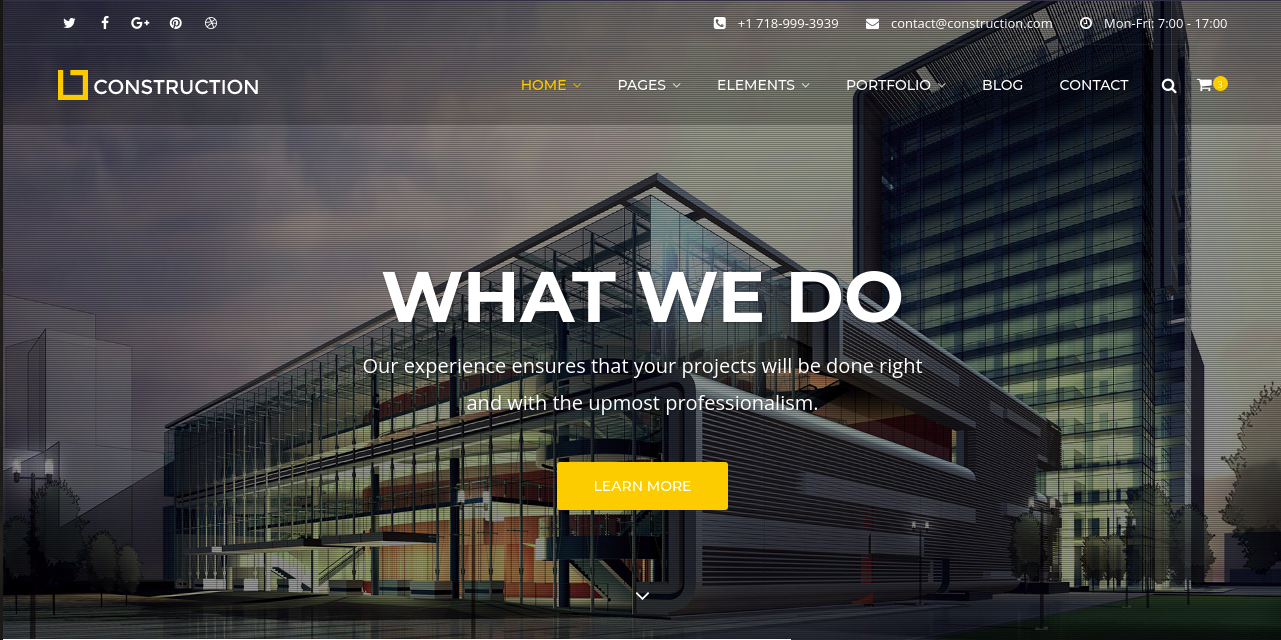 +1 718-999-3939 contact@construction.com Mon-Fri: 7:00 - 17:00
CONSTRUCTION HOME PAGES ELEMENTS PORTFOLIO BLOG CONTACT 3
WHAT WE DO
Our experience ensures that your projects will be done right
and with the upmost professionalism.
LEARN MORE